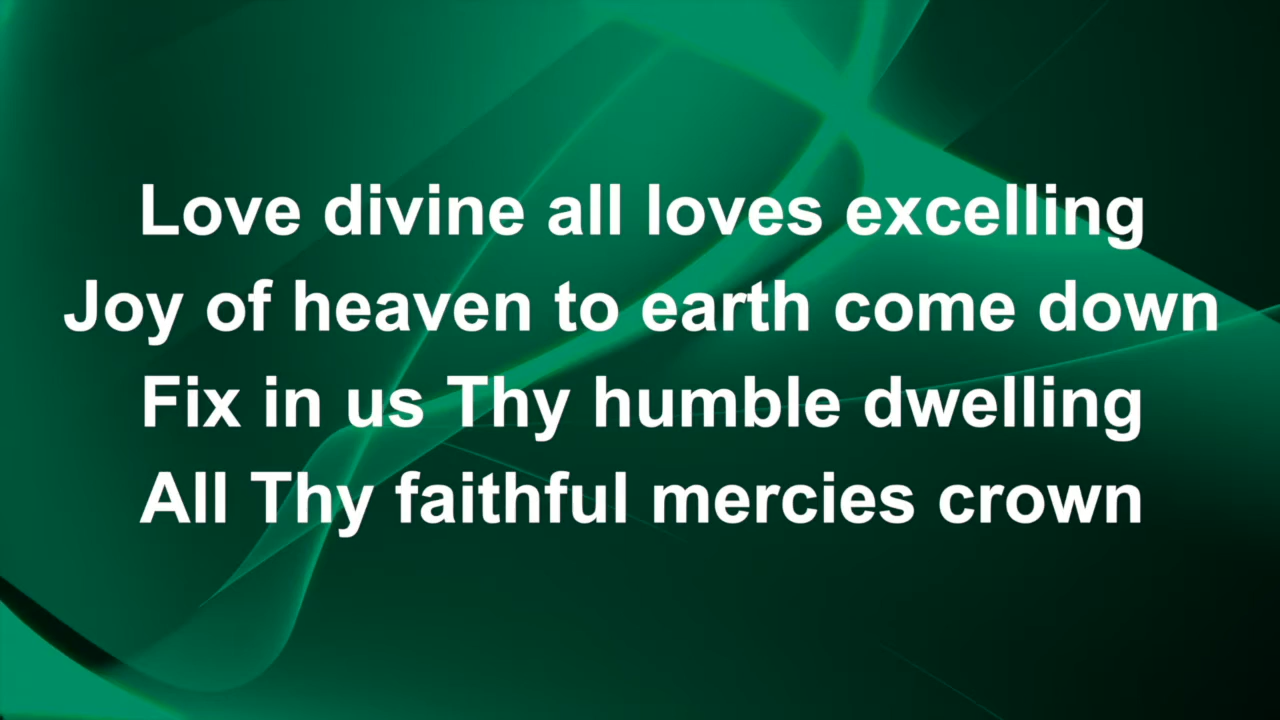 Love divine all loves excelling
Joy of heaven to earth come down
Fix in us Thy humble dwelling
All Thy faithful mercies crown